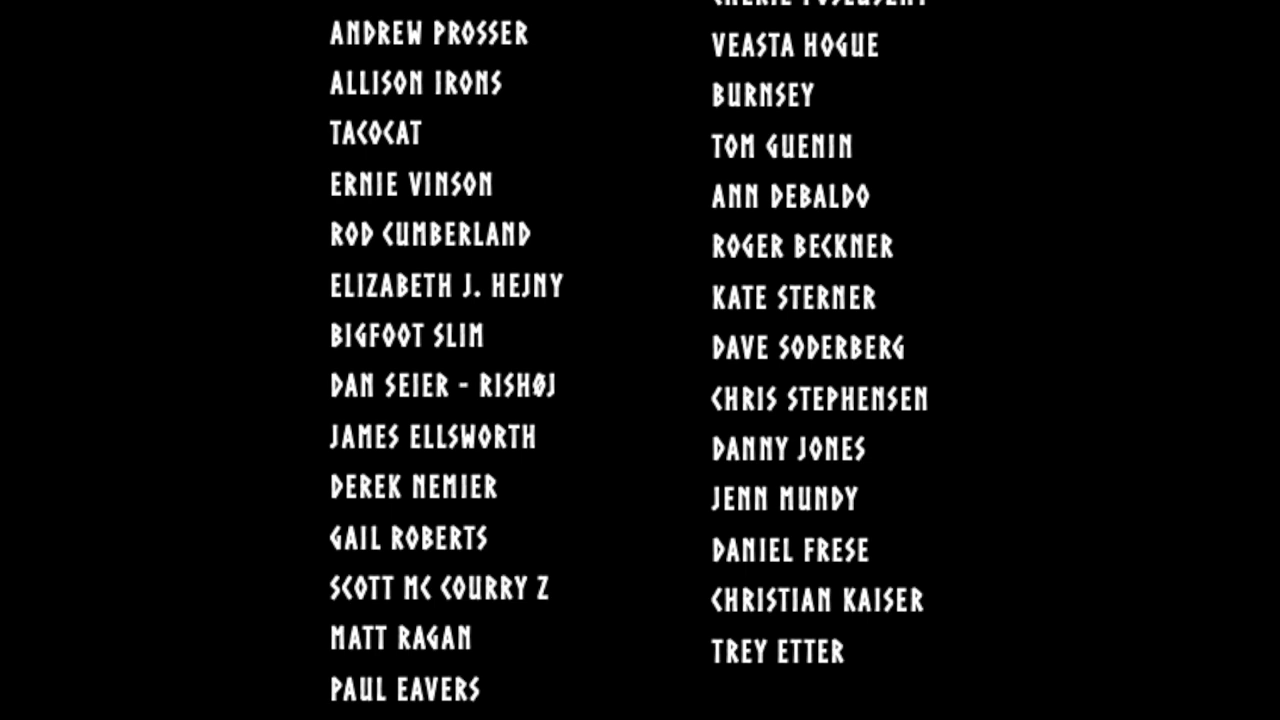 ANDREW PROSSER
ALLISON IRONS
TACOCAT
ERNIE VINSON
ROD CUMBERLAND
ELIZABETH J. HEJNY
BIGFOOT SLIM
DAN SEIER - RISHØJ
JAMES ELLSWORTH
DEREK NEMIER
GAIL ROBERTS
SCOTT MC COURRY Z
MATT RAGAN
PAUL EAVERS
VEASTA HOGUE
BURNSEY
TOM GUENIN
ANN DEBALDO
ROGER BECKNER
KATE STERNER
DAVE SODERBERG
CHRIS STEPHENSEN
DANNY JONES
JENN MUNDY
DANIEL FRESE
CHRISTIAN KAISER
TREY ETTER